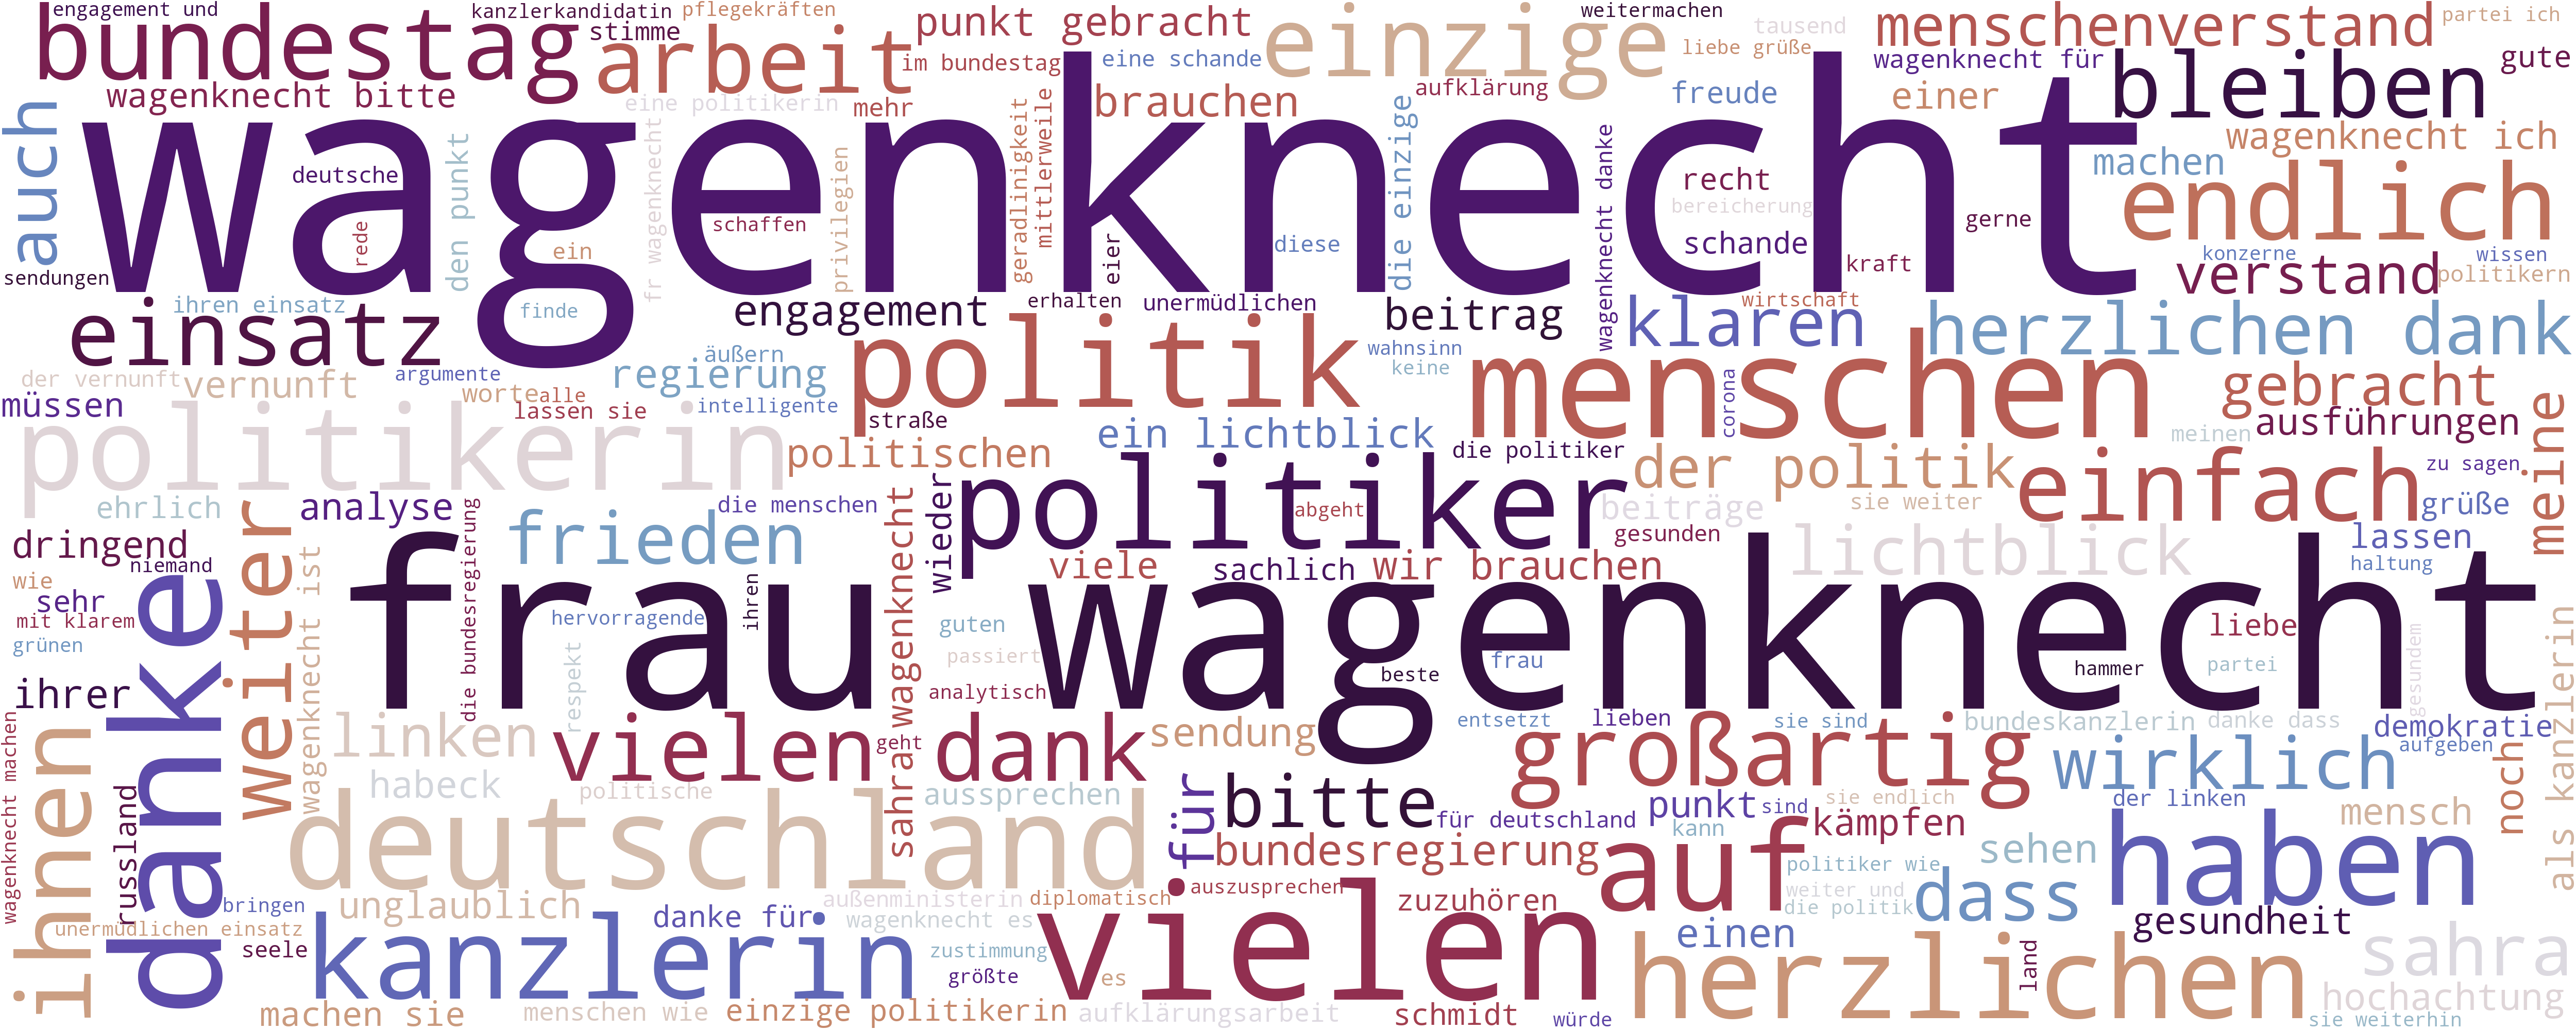 engagement und
kanzlerkandidatin
pflegekräften
punkt gebracht
einzige
weitermachen
tausend
menschenverstand
partei ich
bundestag
stimme
arbeit
im bundestag
eine schande
liebe grüße
wagenknecht für
gute
wagenknecht bitte
eine politikerin
mehr
brauchen
aufklärung
freude
einer
bleiben
auch
wagenknecht
deutsche
den punkt
fr wagenknecht
rede
ein
schaffen
privilegien
geradlinigkeit
mittlerweile
eier
diese
die einzige
wagenknecht danke
recht
bereicherung
schande
kraft
gerne
wagenknecht ich
machen
endlich
konzerne
wissen
verstand
politikern
sendungen
ihren einsatz
einsatz
finde
engagement
erhalten
unermüdlichen
beitrag
klaren
wirtschaft
herzlichen dank
der vernunft
vernunft
argumente
äußern
regierung
politik
wahnsinn
keine
menschen
corona
gebracht
meine
müssen
worte
alle
lassen sie
intelligente
straße
ein lichtblick
die politiker
meinen
ausführungen
politikerin
politischen
politiker
der politik
einfach
zu sagen
ehrlich
analyse
frieden
die menschen
wieder
abgeht
beiträge
sie weiter
grüße
dringend
niemand
weiter
wagenknecht ist
die bundesregierung
sahra wagenknecht
viele
sachlich
wir brauchen
gesunden
lichtblick
lassen
haltung
wie
sehr
mit klarem
grünen
danke
frau wagenknecht
hervorragende
ihren
respekt
guten
passiert
analytisch
frau
beste
liebe
hammer
partei
gesundem
als kanzlerin
ihrer
ihnen
wagenknecht machen
russland
linken
habeck
politische
vielen dank
geht
sendung
aussprechen
entsetzt
lieben
sie sind
bundeskanzlerin
danke dass
demokratie
aufgeben
großartig
wirklich
noch
deutschland
für
bitte
für deutschland
punkt
sind
sie endlich
kämpfen
der linken
mensch
bundesregierung
auf
kann
politiker wie
sehen
haben
weiter und
die politik
dass
unglaublich
bringen
außenministerin
diplomatisch
auszusprechen
zuzuhören
unermüdlichen einsatz
seele
danke für
wagenknecht es
vielen
einen
gesundheit
kanzlerin
zustimmung
größte
es
herzlichen
land
sahra
hochachtung
machen sie
menschen wie
einzige politikerin
aufklärungsarbeit
schmidt
würde
sie weiterhin